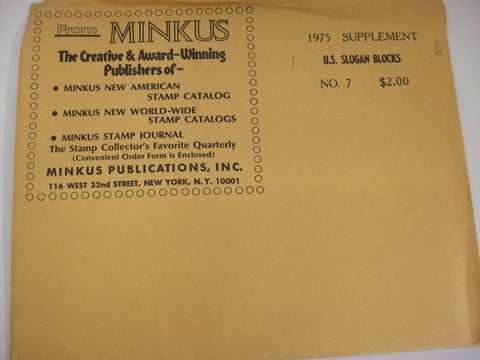 From MINKUS
The Creative & Award-Winning
Publishers of-
• MINKUS NEW AMERICAN
STAMP CATALOG
• MINKUS NEW WORLD-WIDE
STAMP CATALOGS
• MINKUS STAMP JOURNAL
The Stamp Collector's Favorite Quarterly
(Convenient Order Form is Enclosed)
MINKUS PUBLICATIONS, INC.
116 WEST 32nd STREET, NEW YORK, N.Y. 10001
1975 SUPPLEMENT
U.S. SLOGAN BLOCKS
NO. 7 $2.00